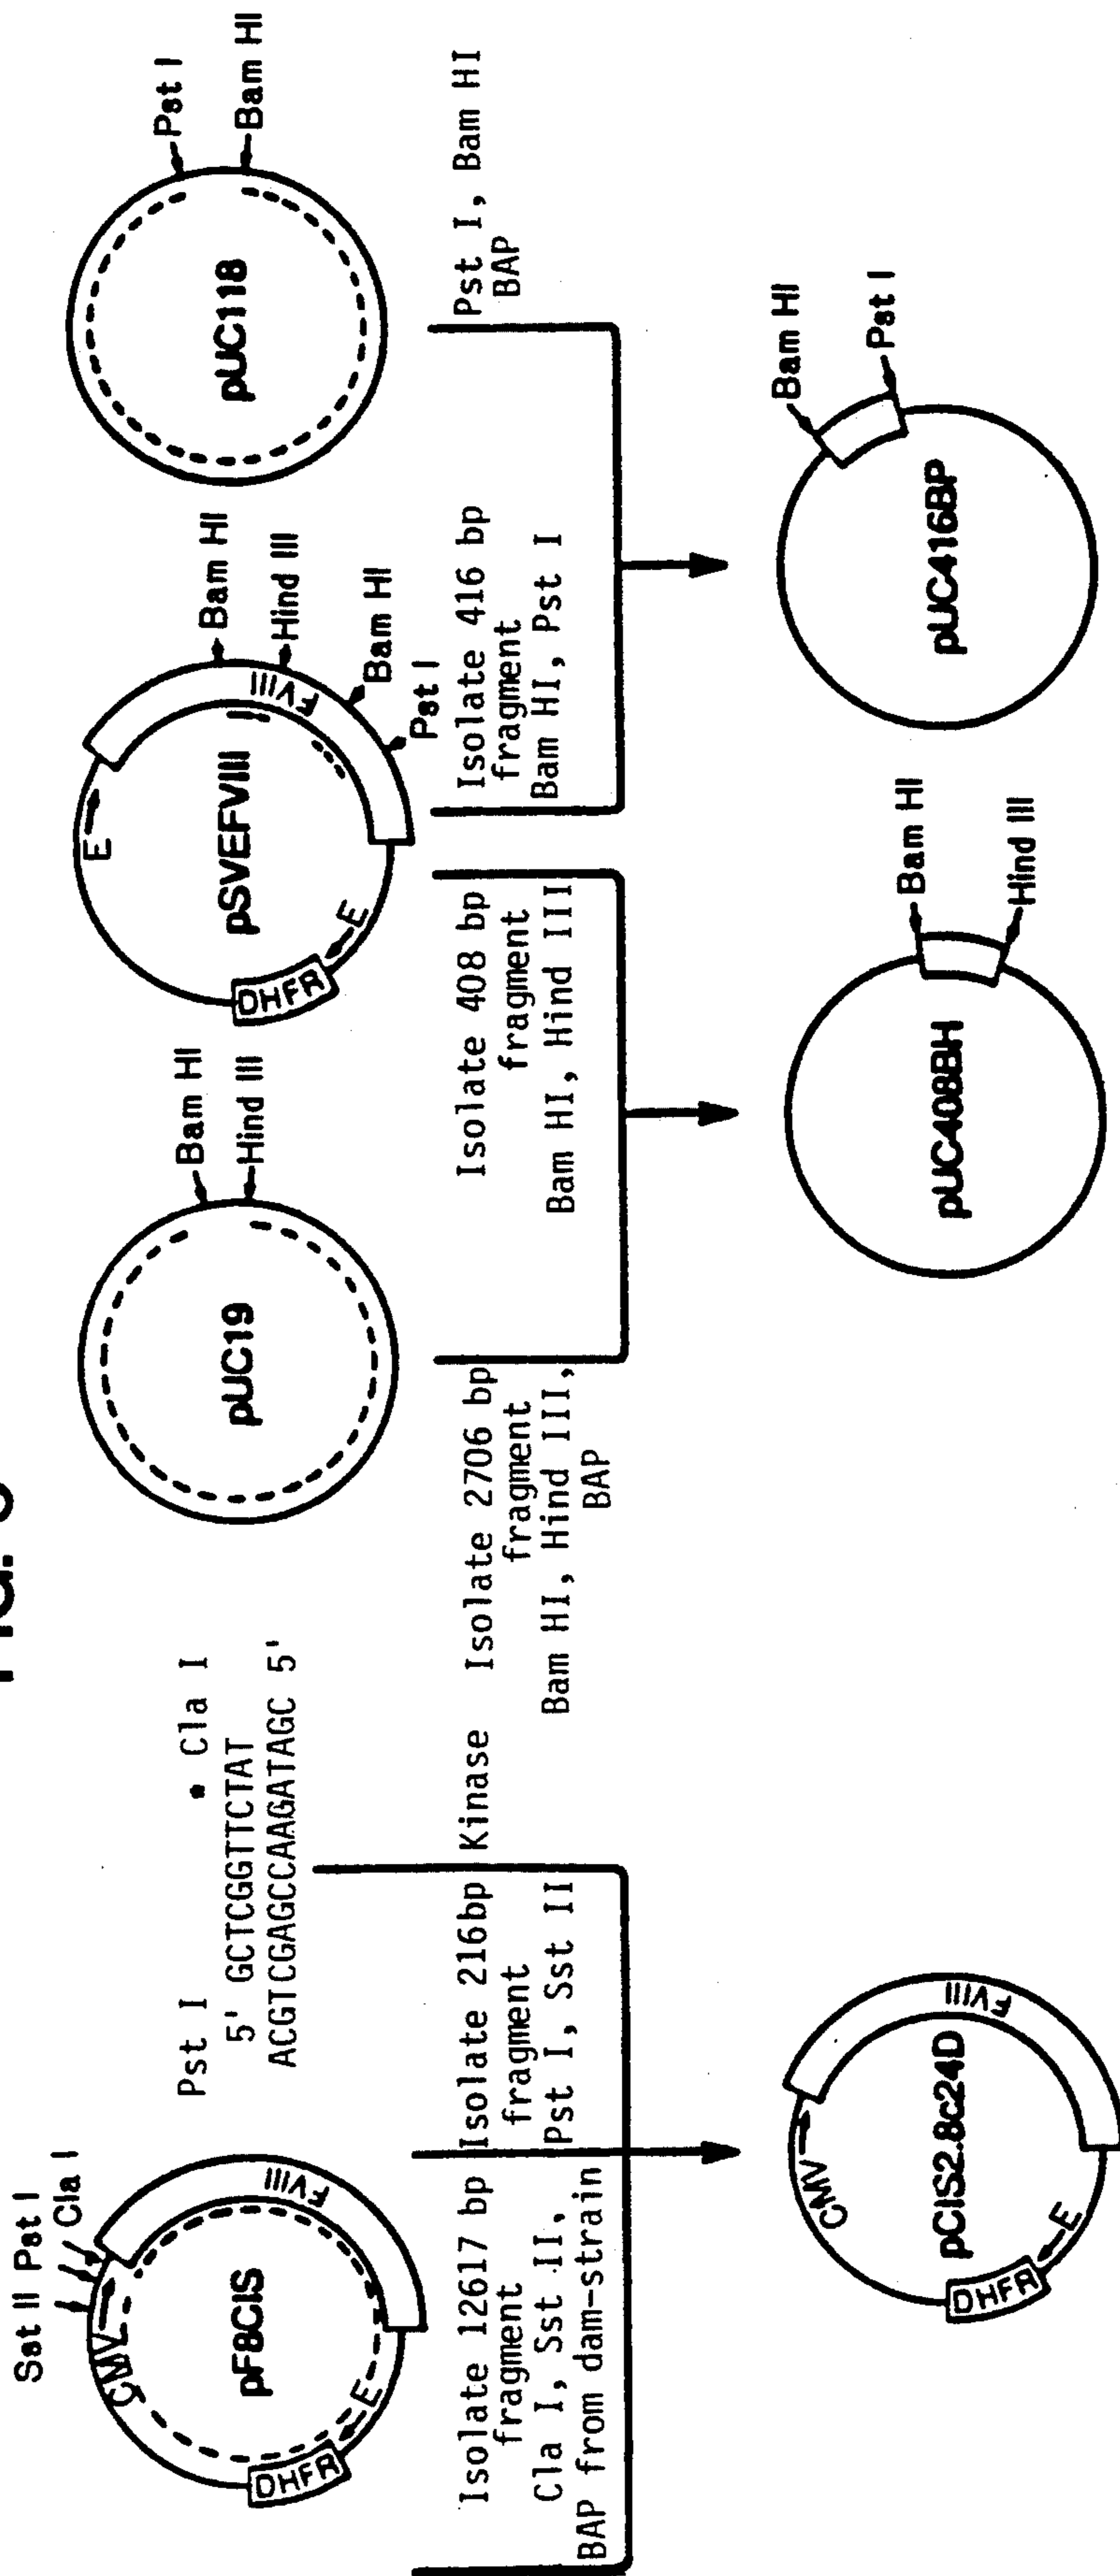 Sst II Pst I
Cla I
CMV
FVIII
pF8CIS
DHFR
E
Pst I * Cla I
5' GCTCGGTTCTAT
ACGTCGAGCCAAGATAGC 5'
Bam HI
Hind III
pUC19
E
Bam HI
Hind III
FVIII
Bam HI
Pst I
pSVEFVIII
DHFR
E
Pst I
Bam HI
pUC118
Isolate 12617 bp
fragment
Cla I, Sst II,
BAP from dam-strain
Isolate 216bp
fragment
Pst I, Sst II
Kinase
Isolate 2706 bp
fragment
Bam HI, Hind III,
BAP
Isolate 408 bp
fragment
Bam HI, Hind III
Isolate 416 bp
fragment
Bam HI, Pst I
Pst I, Bam HI
BAP
CMV
FVIII
pCIS2.8c24D
DHFR
E
Bam HI
Hind III
pUC408BH
Bam HI
Pst I
pUC416BP